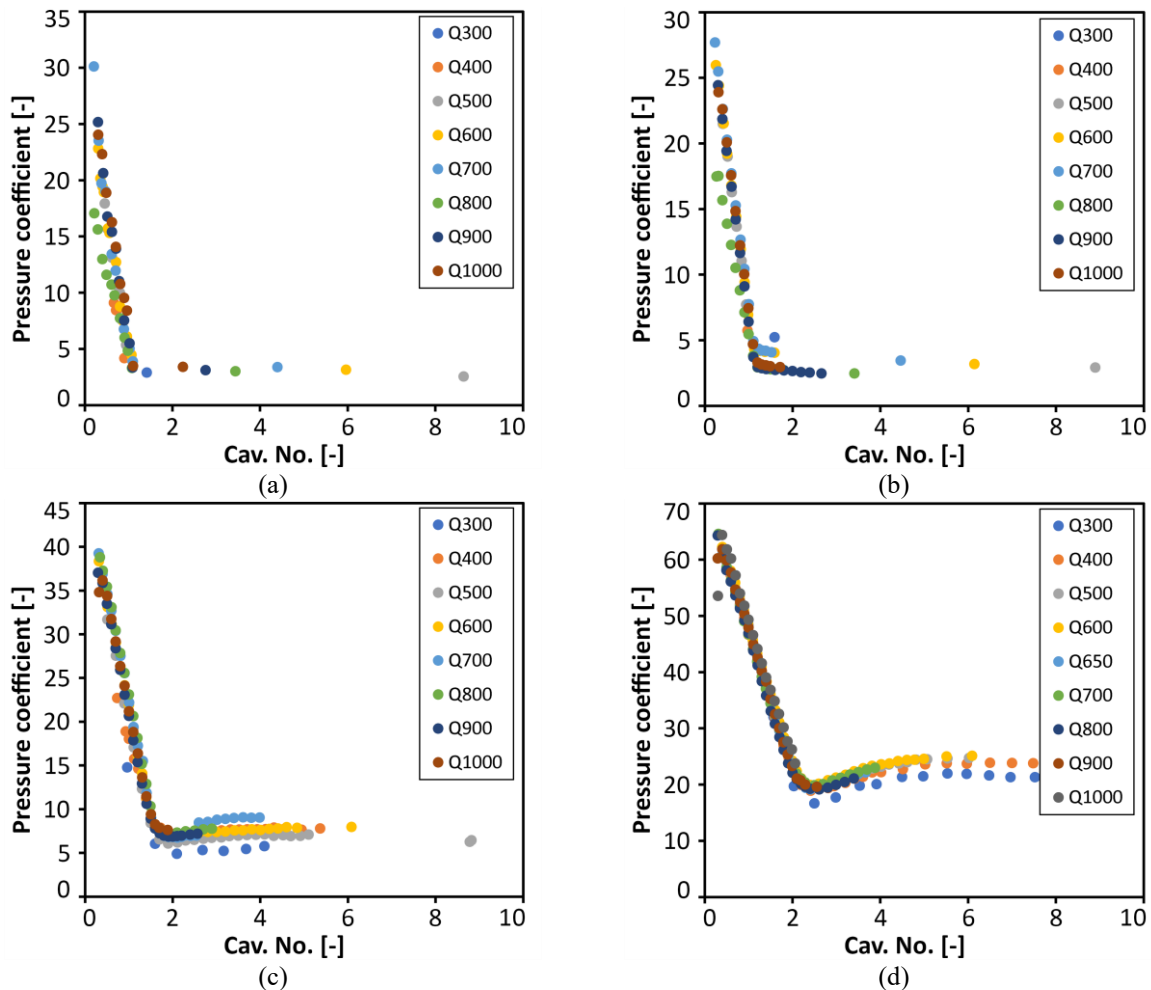 35
30
25
20
15
10
5
0
Pressure coefficient [-]
0 2 4 6 8 10
Cav. No. [-]
Q300
Q400
Q500
Q600
Q700
Q800
Q900
Q1000
(a)
30
25
20
15
10
5
0
Pressure coefficient [-]
0 2 4 6 8 10
Cav. No. [-]
Q300
Q400
Q500
Q600
Q700
Q800
Q900
Q1000
(b)
45
40
35
30
25
20
15
10
5
0
Pressure coefficient [-]
0 2 4 6 8 10
Cav. No. [-]
Q300
Q400
Q500
Q600
Q700
Q800
Q900
Q1000
(c)
70
60
50
40
30
20
10
0
Pressure coefficient [-]
0 2 4 6 8 10
Cav. No. [-]
Q300
Q400
Q500
Q600
Q650
Q700
Q800
Q900
Q1000
(d)